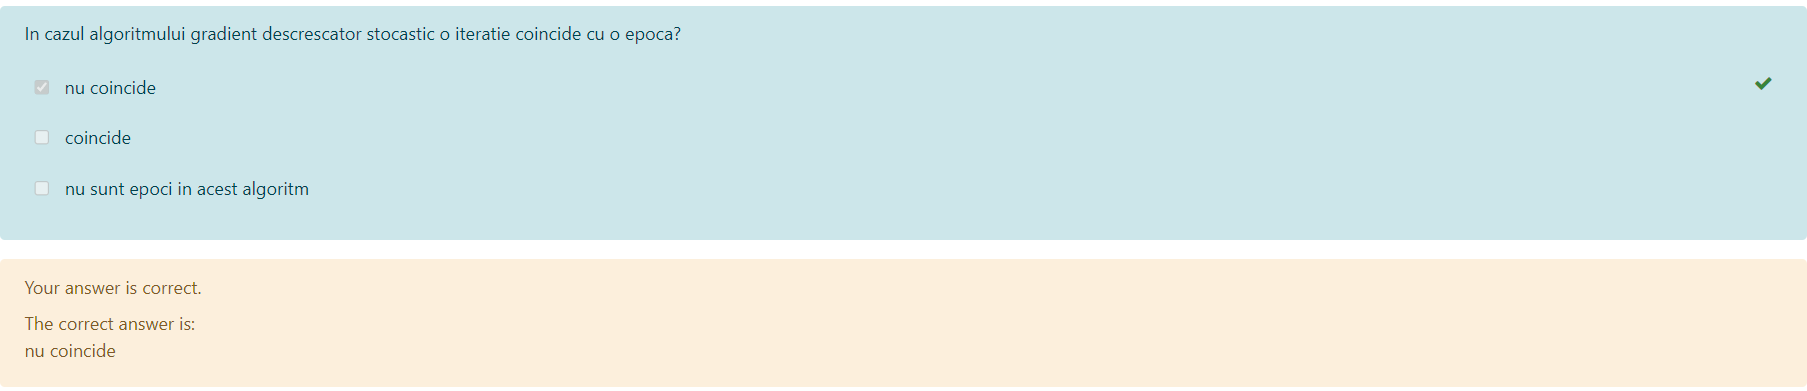 In cazul algoritmului gradient descrescator stocastic o iteratie coincide cu o epoca?
nu coincide
coincide
nu sunt epoci in acest algoritm
Your answer is correct.
The correct answer is:
nu coincide